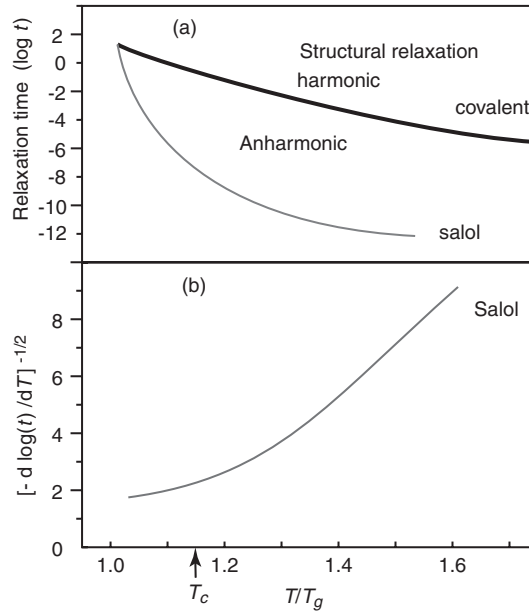 (a)
Structural relaxation
harmonic
covalent
Anharmonic
salol
Relaxation time (log t)
2
0
-2
-4
-6
-8
-10
-12
(b)
Salol
[- d log(t) /dT] -1/2
8
6
4
2
0
1.0
1.2
1.4
1.6
Tc
T/Tg